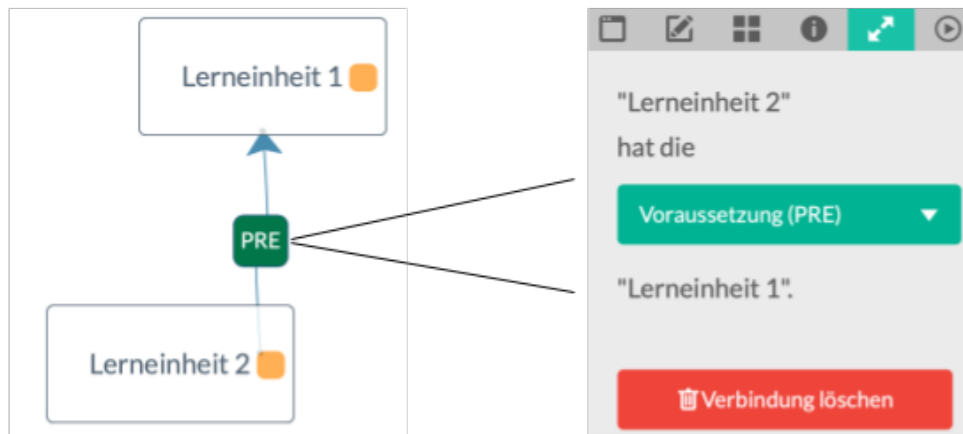 Lerneinheit 1
PRE
Lerneinheit 2
"Lerneinheit 2"
hat die
Voraussetzung (PRE)
"Lerneinheit 1".
Verbindung löschen